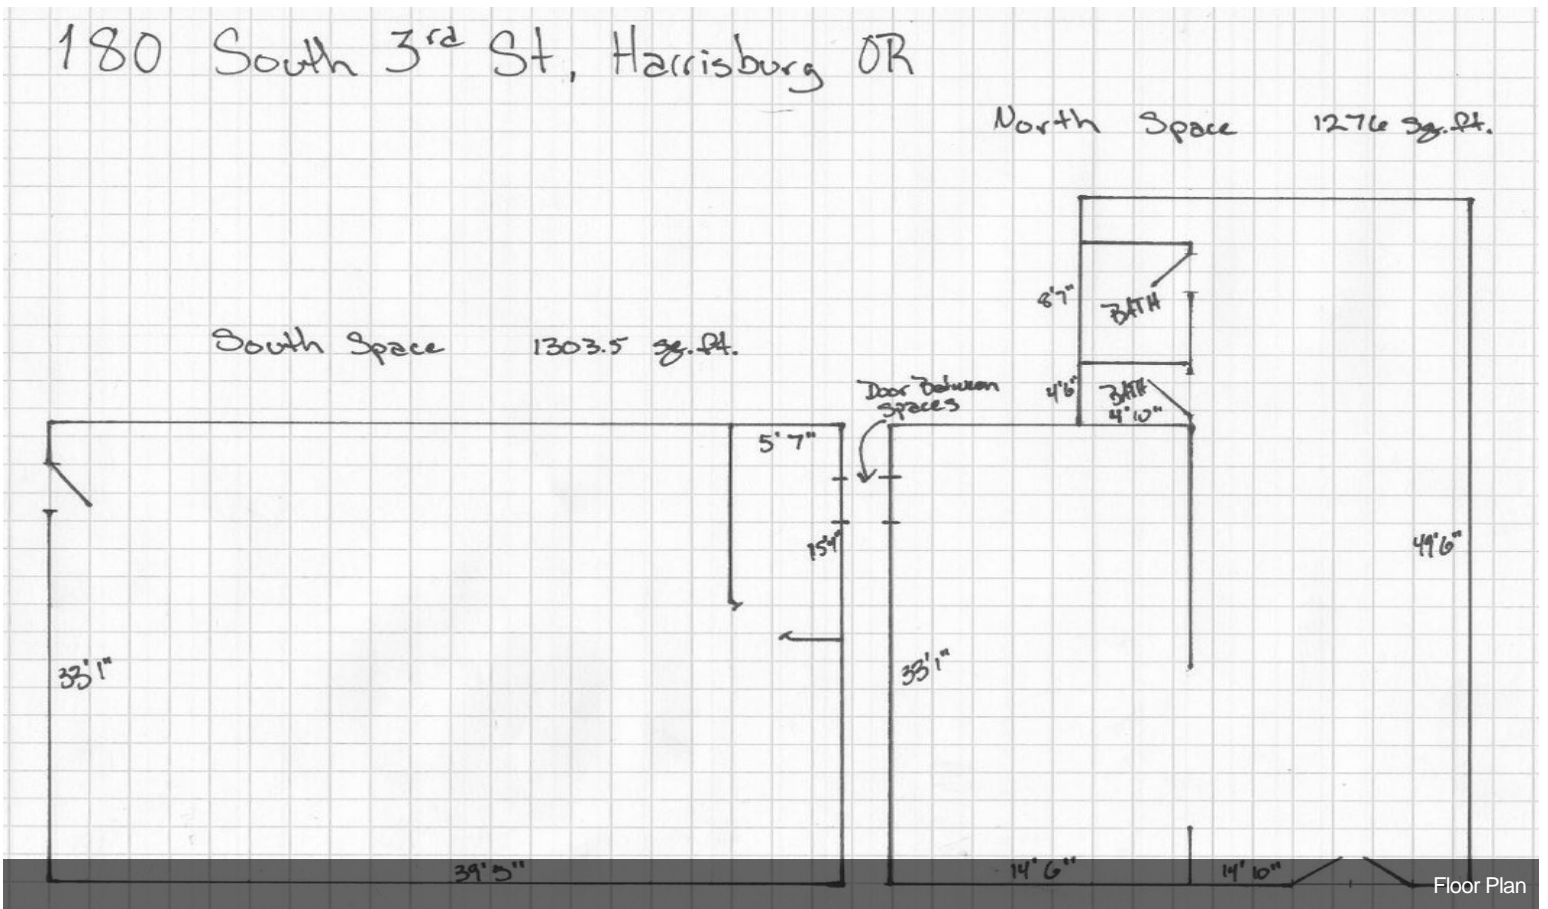 180 South 3rd St, Harrisburg OR
North Space 1276 sq.ft.
South Space 1303.5 sq.ft.
8'7"
BATH
Door Between
Spaces
4'6"
BATH
4'10"
5'7"
15'4"
49'6"
33'1"
33'1"
39'5"
14'6"
14'10"
Floor Plan